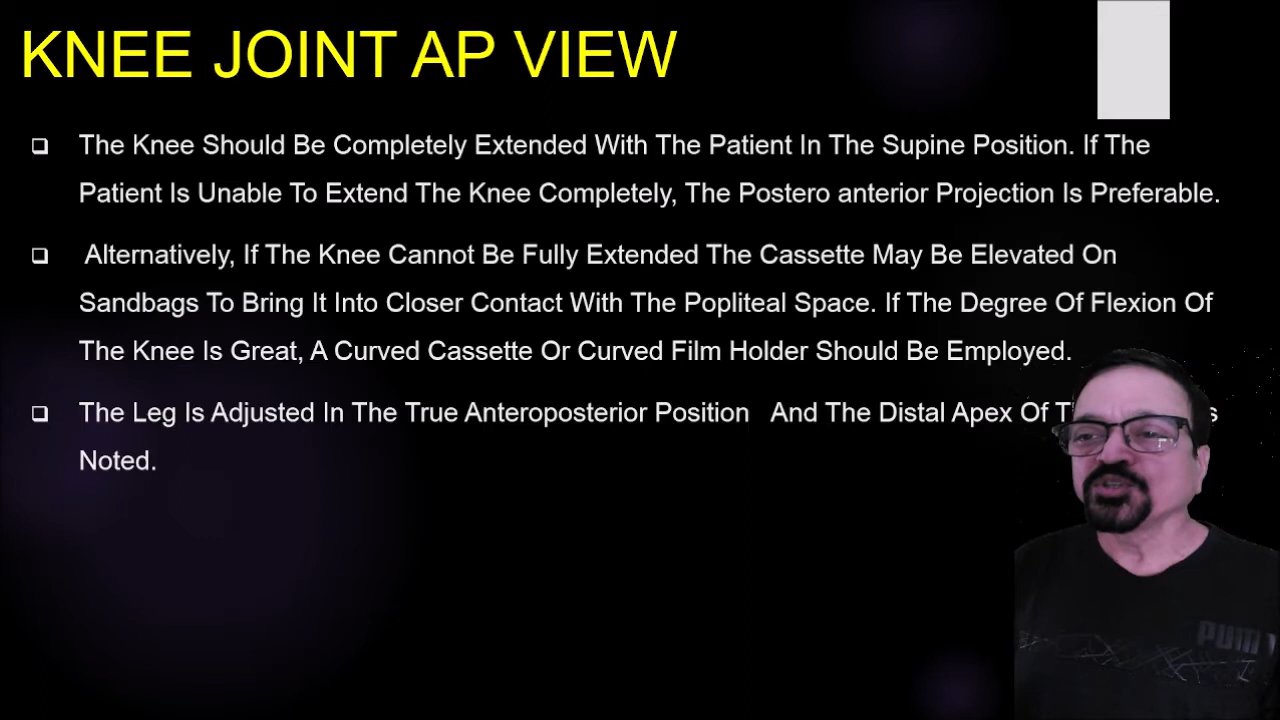 KNEE JOINT AP VIEW
❑ The Knee Should Be Completely Extended With The Patient In The Supine Position. If The
Patient Is Unable To Extend The Knee Completely, The Postero anterior Projection Is Preferable.
❑ Alternatively, If The Knee Cannot Be Fully Extended The Cassette May Be Elevated On
Sandbags To Bring It Into Closer Contact With The Popliteal Space. If The Degree Of Flexion Of
The Knee Is Great, A Curved Cassette Or Curved Film Holder Should Be Employed.
❑ The Leg Is Adjusted In The True Anteroposterior Position And The Distal Apex Of
Noted.